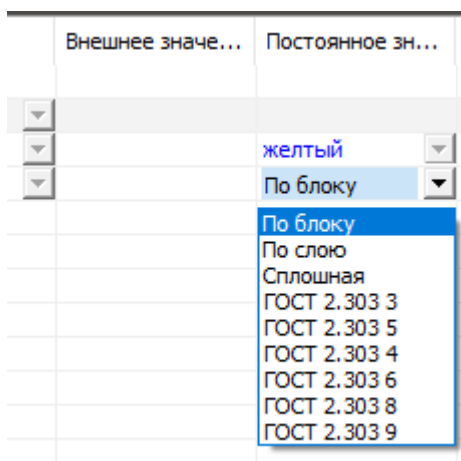 Внешнее значе... Постоянное зн...
желтый
По блоку
По блоку
По слою
Сплошная
ГОСТ 2.303 3
ГОСТ 2.303 5
ГОСТ 2.303 4
ГОСТ 2.303 6
ГОСТ 2.303 8
ГОСТ 2.303 9